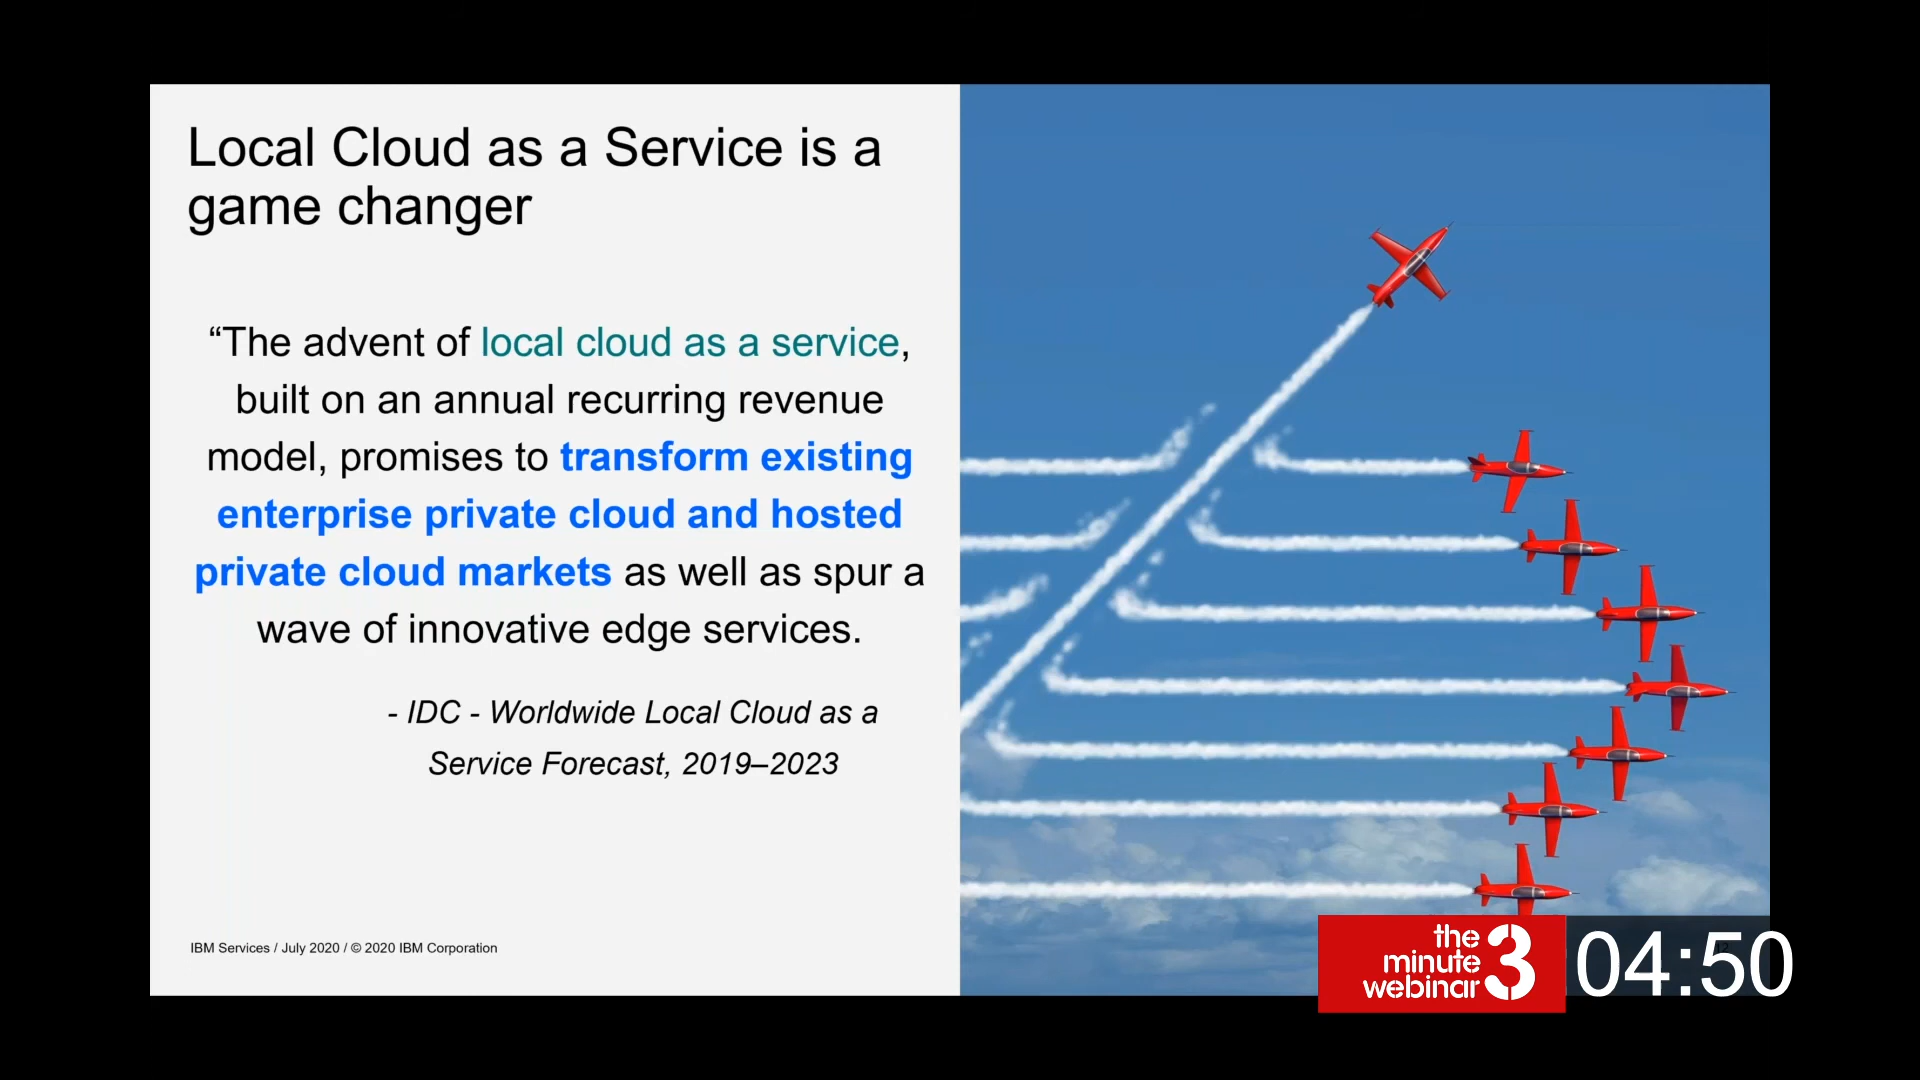 Local Cloud as a Service is a
game changer
“The advent of local cloud as a service,
built on an annual recurring revenue
model, promises to transform existing
enterprise private cloud and hosted
private cloud markets as well as spur a
wave of innovative edge services.
- IDC - Worldwide Local Cloud as a
Service Forecast, 2019–2023
IBM Services / July 2020 / © 2020 IBM Corporation
the
minute 3
webinar
04:50